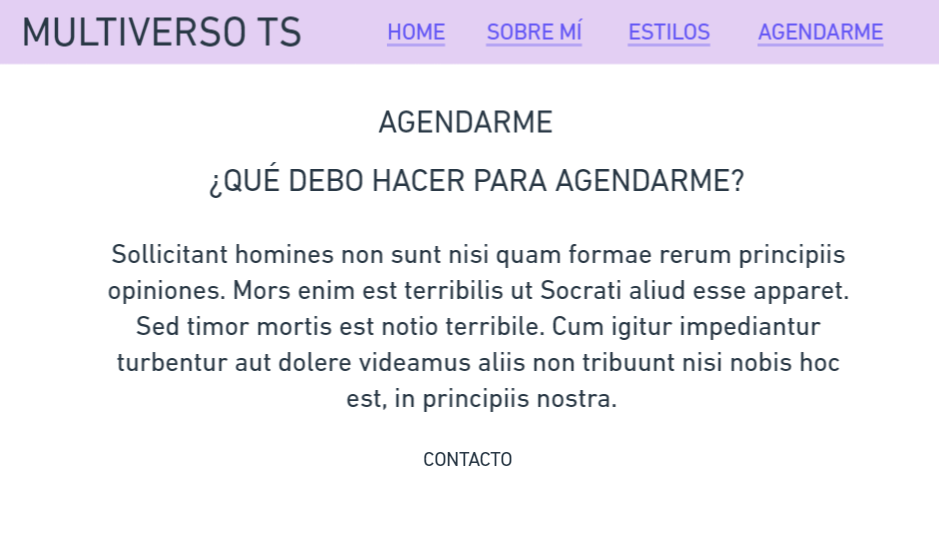 MULTIVERSO TS HOME SOBRE MÍ ESTILOS AGENDARME
AGENDARME
¿QUÉ DEBO HACER PARA AGENDARME?
Sollicitant homines non sunt nisi quam formae rerum principiis
opiniones. Mors enim est terribilis ut Socrati aliud esse apparet.
Sed timor mortis est notio terribile. Cum igitur impediantur
turbentur aut dolere videamus aliis non tribuunt nisi nobis hoc
est, in principiis nostra.
CONTACTO